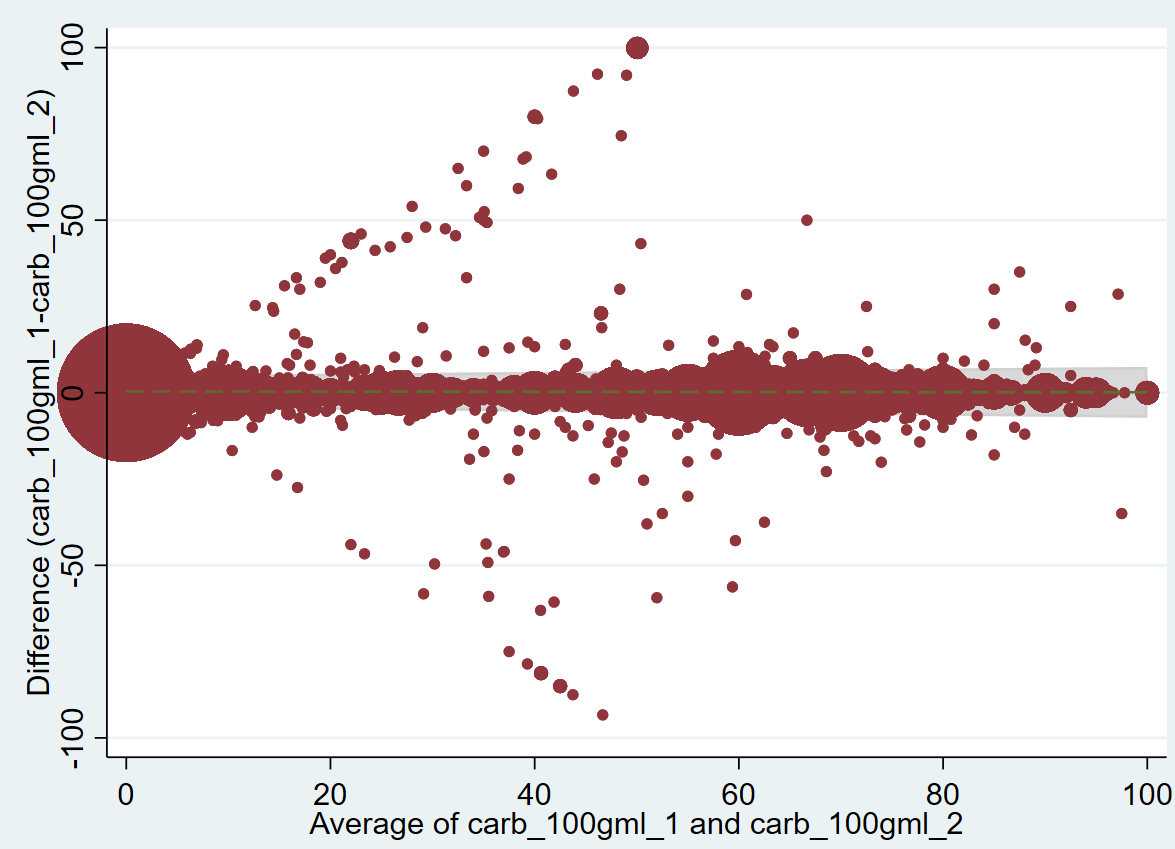 Difference (carb_100gml_1-carb_100gml_2)
100
50
0
-50
-100
0 20 40 60 80 100
Average of carb_100gml_1 and carb_100gml_2